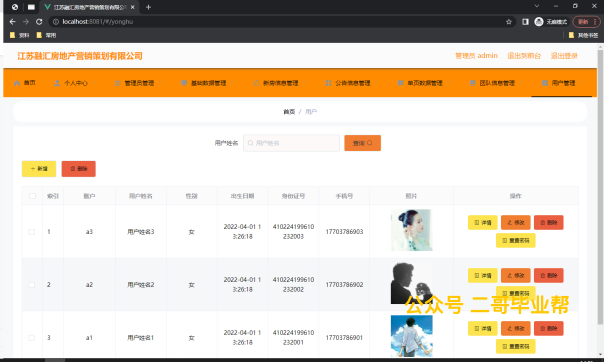 江苏融汇房地产营销策划有限公司
localhost:8081/#/yonghu
无痕模式
更新
资料
常用
其他书签
江苏融汇房地产营销策划有限公司
管理员 admin 退出到前台 退出登录
首页 个人中心 管理员管理 基础数据管理 新房信息管理 公告信息管理 单页数据管理 团队信息管理 用户管理
首页 / 用户
用户姓名 用户姓名 查询
新增 删除
索引 账户 用户姓名 性别 出生日期 身份证号 手机号 照片 操作
1 a3 用户姓名3 女 2022-04-01 13:26:18 410224199610232003 17703786903 详情 修改 删除
重置密码
2 a2 用户姓名2 女 2022-04-01 13:26:18 410224199610232002 17703786902 详情 修改 删除
重置密码
公众号 二哥毕业帮
3 a1 用户姓名1 女 2022-04-01 13:26:18 410224199610232001 17703786901 详情 修改 删除
重置密码